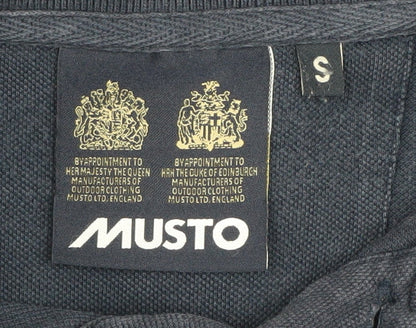 BY APPOINTMENT TO
HER MAJESTY THE QUEEN
MANUFACTURERS OF
OUTDOOR CLOTHING
MUSTO LTD. ENGLAND
BY APPOINTMENT TO
HRH THE DUKE OF EDINBURGH
MANUFACTURERS OF
OUTDOOR CLOTHING
MUSTO LTD. ENGLAND
MUSTO
S